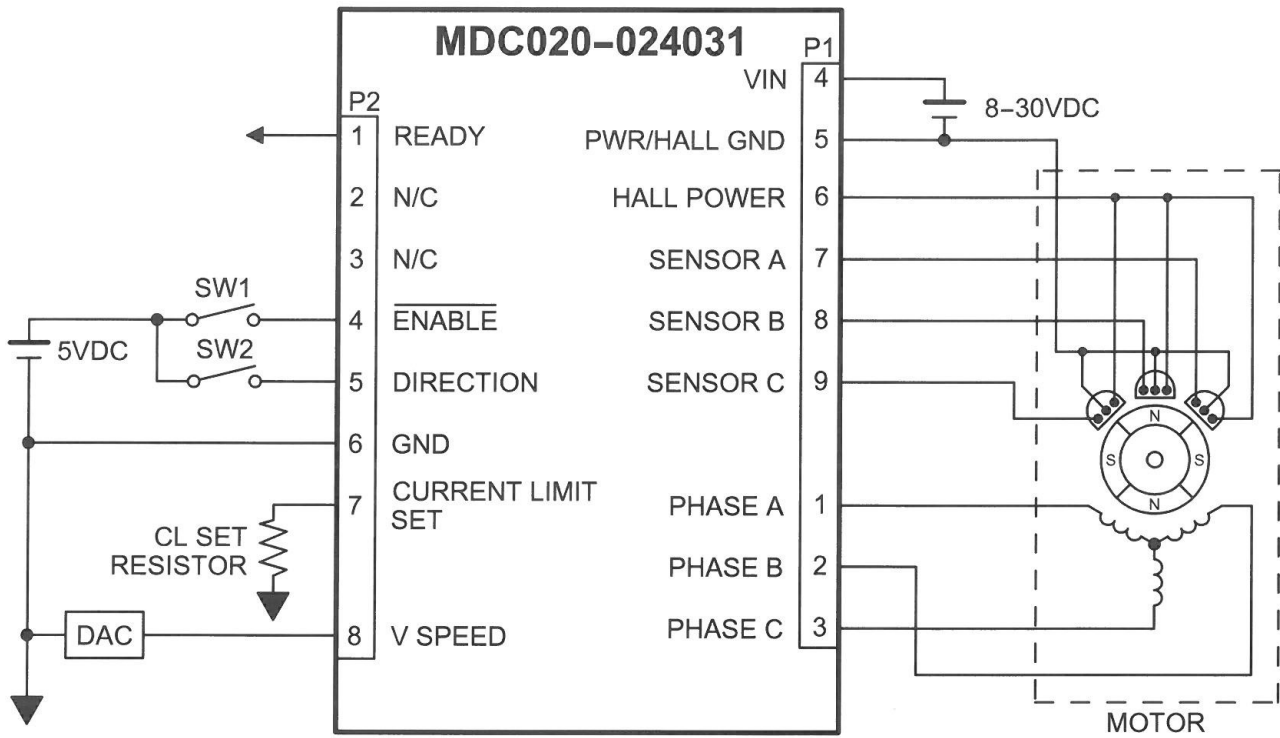 MDC020-024031
P2
1 READY
2 N/C
3 N/C
4 ENABLE
5 DIRECTION
6 GND
7 CURRENT LIMIT
SET
8 V SPEED
SW1
SW2
5VDC
CL SET
RESISTOR
DAC
P1
VIN 4
PWR/HALL GND 5
HALL POWER 6
SENSOR A 7
SENSOR B 8
SENSOR C 9
PHASE A 1
PHASE B 2
PHASE C 3
8-30VDC
N
S
S
N
MOTOR